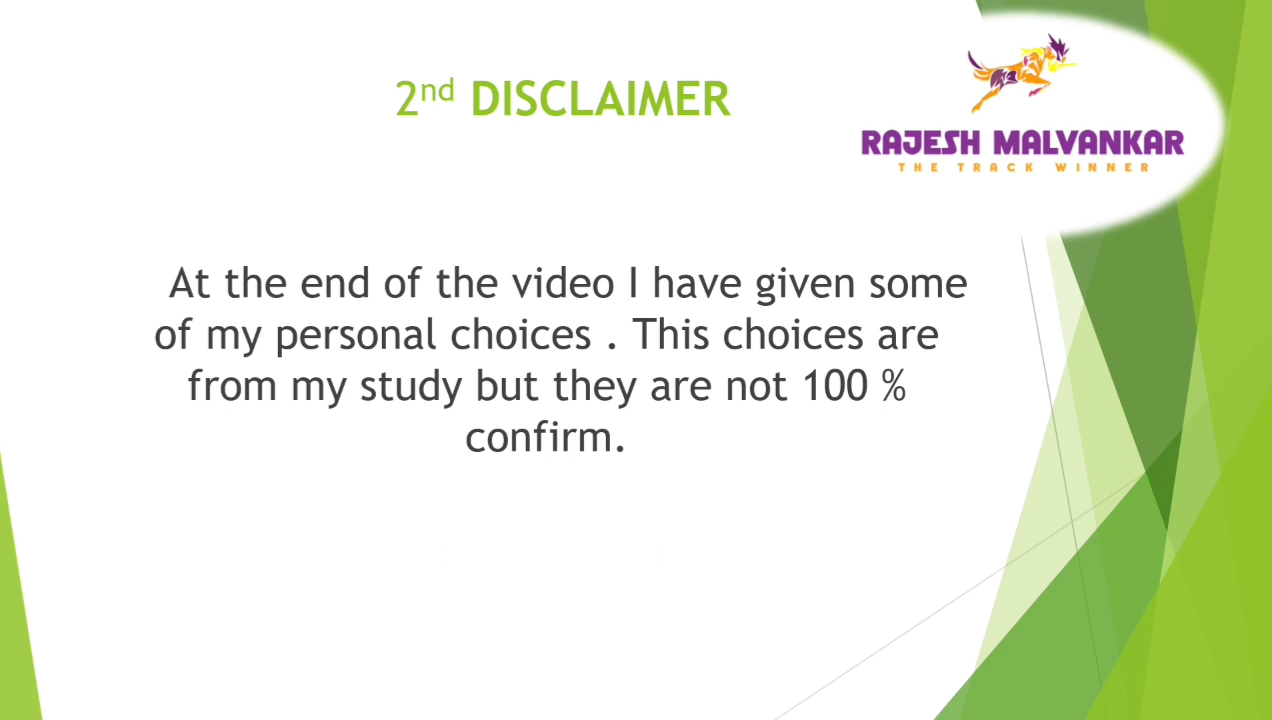 2nd DISCLAIMER
RAJESH MALVANKAR
THE TRACK WINNER
At the end of the video I have given some
of my personal choices . This choices are
from my study but they are not 100 %
confirm.